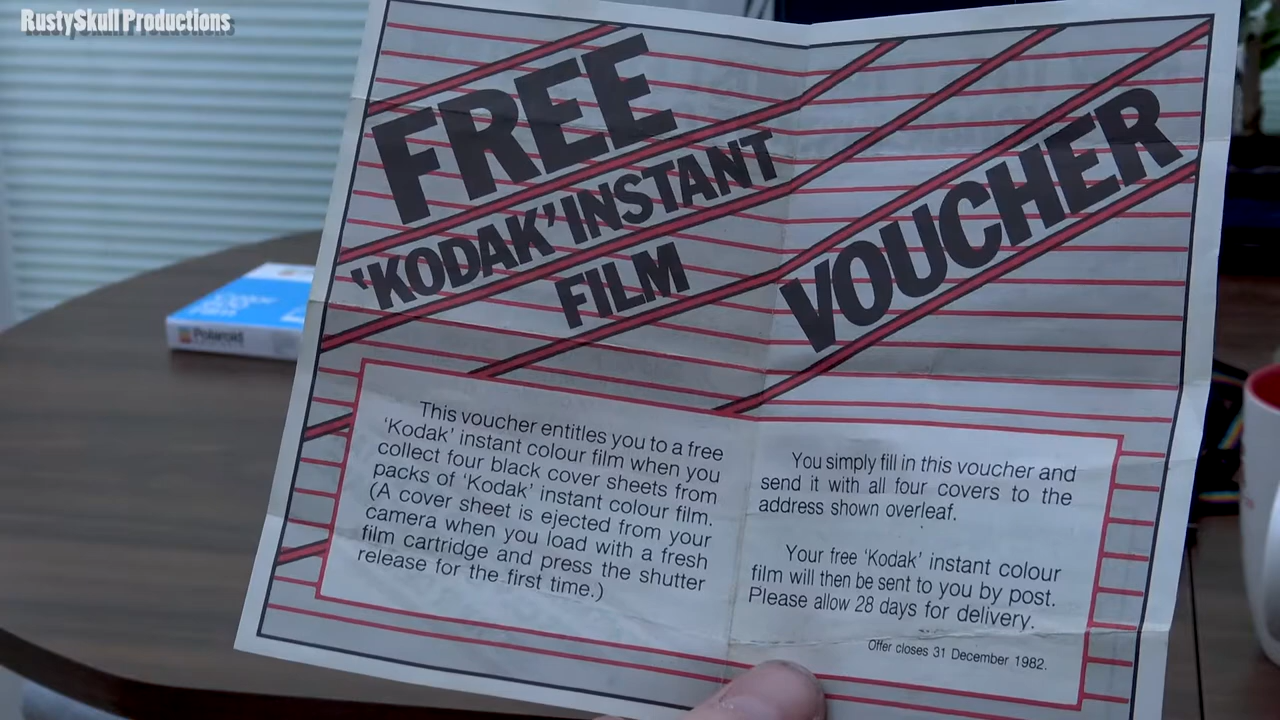 RustySkull Productions
FREE
'KODAK' INSTANT
FILM
VOUCHER
Polaroid
This voucher entitles you to a free
'Kodak' instant colour film when you
collect four black cover sheets from
packs of 'Kodak' instant colour film.
(A cover sheet is ejected from your
camera when you load with a fresh
film cartridge and press the shutter
release for the first time.)
You simply fill in this voucher and
send it with all four covers to the
address shown overleaf.
Your free 'Kodak' instant colour
film will then be sent to you by post.
Please allow 28 days for delivery.
Offer closes 31 December 1982.